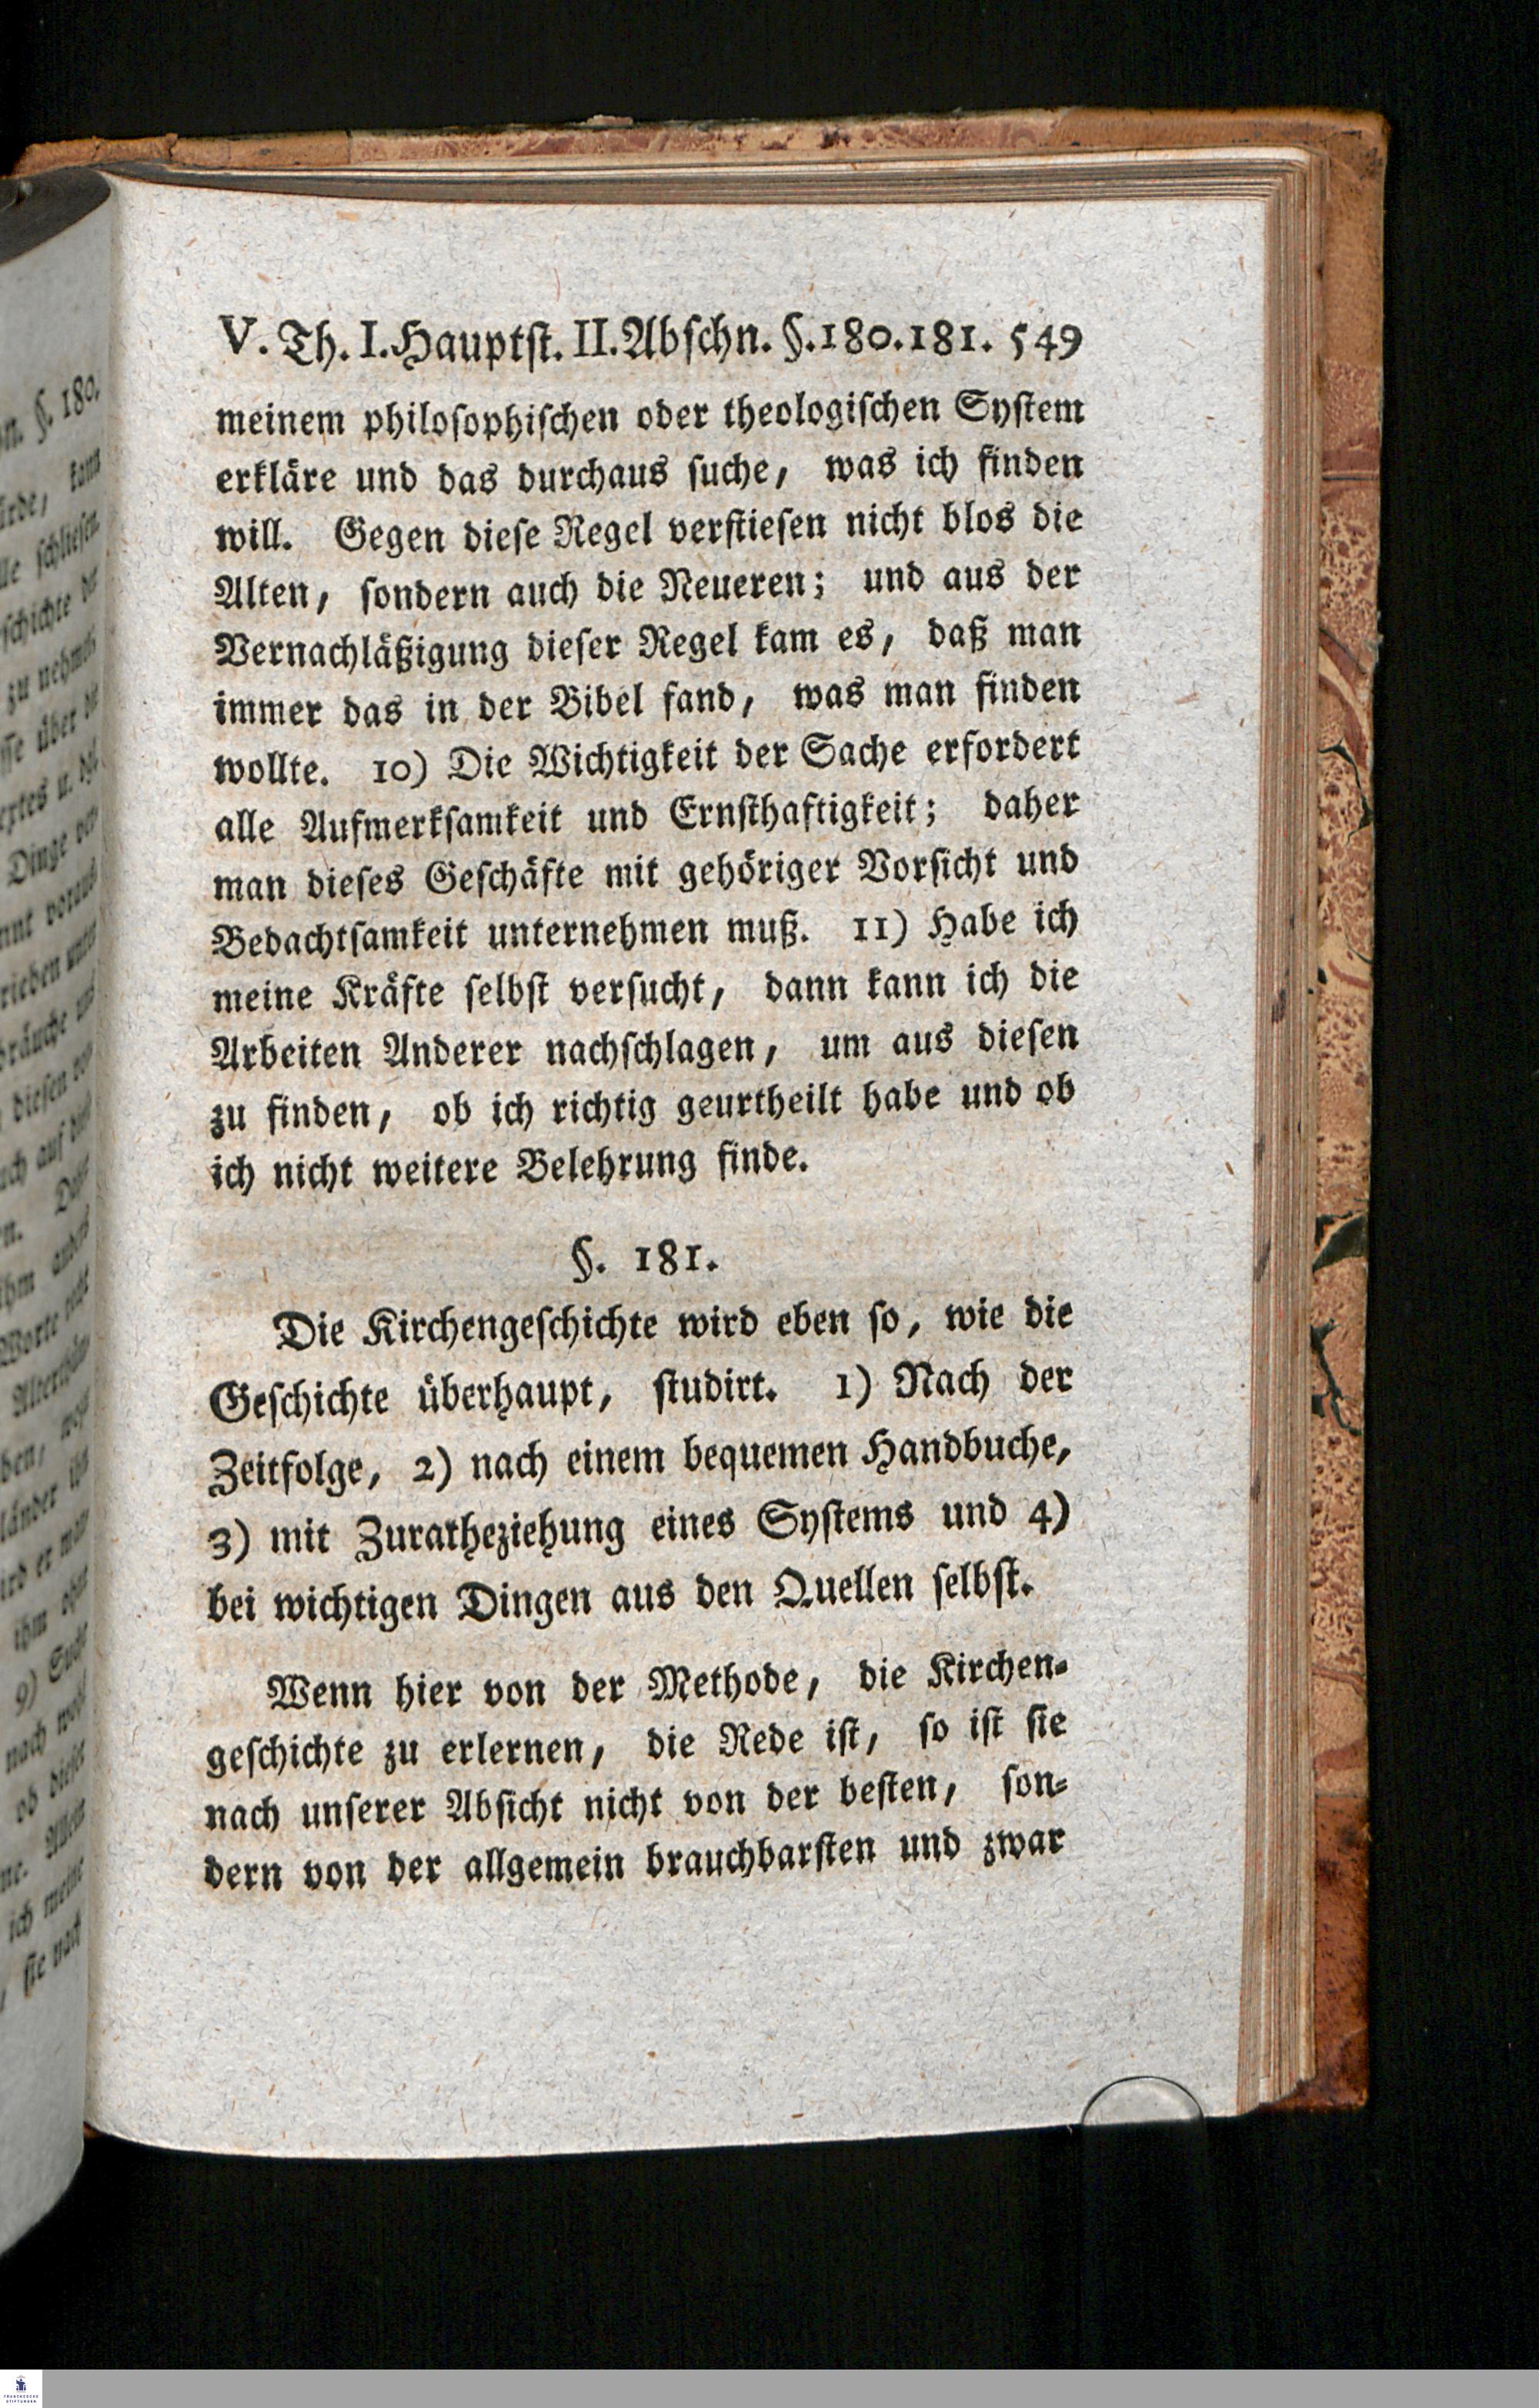 V. Th. I. Hauptst. II. Abschn. §. 180. 181. 549
meinem philosophischen oder theologischen System
erkläre und das durchaus suche, was ich finden
will. Gegen diese Regel verstiesen nicht blos die
Alten, sondern auch die Neueren; und aus der
Vernachläßigung dieser Regel kam es, daß man
immer das in der Bibel fand, was man finden
wollte. 10) Die Wichtigkeit der Sache erfordert
alle Aufmerksamkeit und Ernsthaftigkeit; daher
man dieses Geschäfte mit gehöriger Vorsicht und
Bedachtsamkeit unternehmen muß. 11) Habe ich
meine Kräfte selbst versucht, dann kann ich die
Arbeiten Anderer nachschlagen, um aus diesen
zu finden, ob ich richtig geurtheilt habe und ob
ich nicht weitere Belehrung finde.
§. 181.
Die Kirchengeschichte wird eben so, wie die
Geschichte überhaupt, studirt. 1) Nach der
Zeitfolge, 2) nach einem bequemen Handbuche,
3) mit Zuratheziehung eines Systems und 4)
bei wichtigen Dingen aus den Quellen selbst.
Wenn hier von der Methode, die Kirchen-
geschichte zu erlernen, die Rede ist, so ist sie
nach unserer Absicht nicht von der besten, son-
dern von der allgemein brauchbarsten und zwar